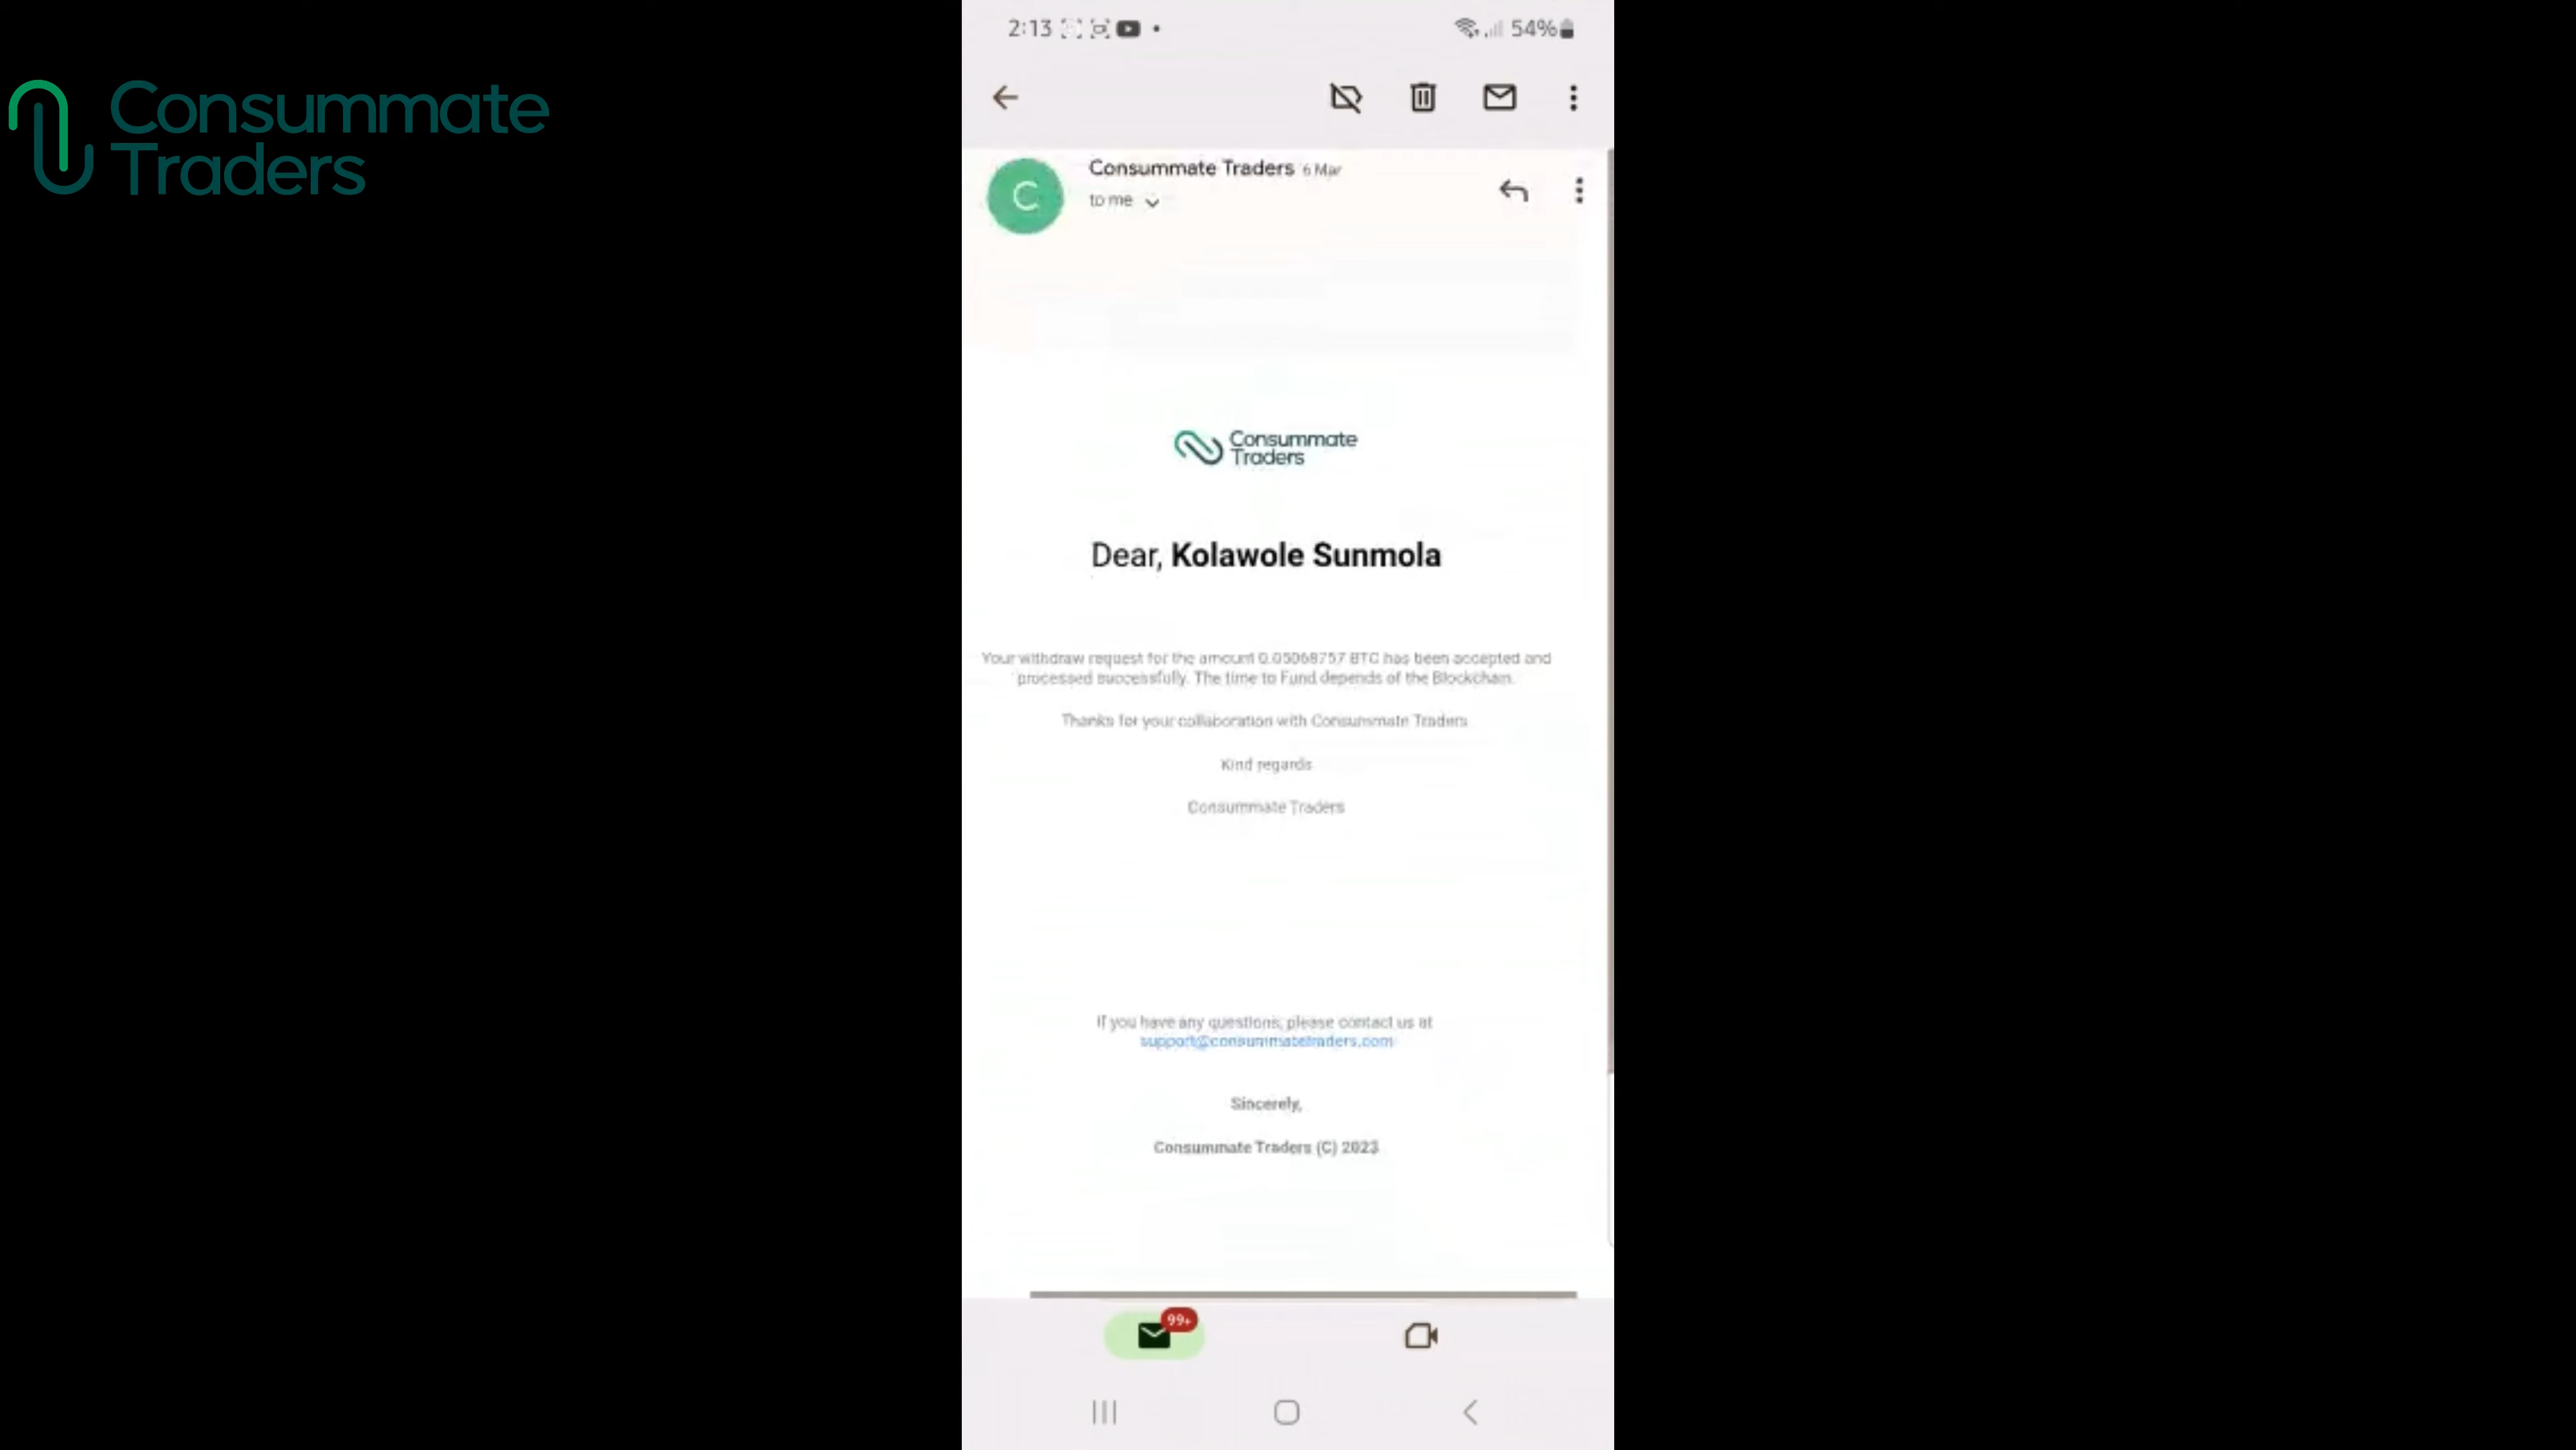 Consummate
Traders
2:13
54%
Consummate Traders 6 Mar
C
to me
Consummate
Traders
Dear, Kolawole Sunmola
Your withdraw request for the amount 0.05068757 BTC has been accepted and
processed successfully. The time to Fund depends of the Blockchain.
Thanks for your collaboration with Consummate Traders
Kind regards
Consummate Traders
If you have any questions, please contact us at
support@consummatetraders.com
Sincerely,
Consummate Traders (C) 2023
99+